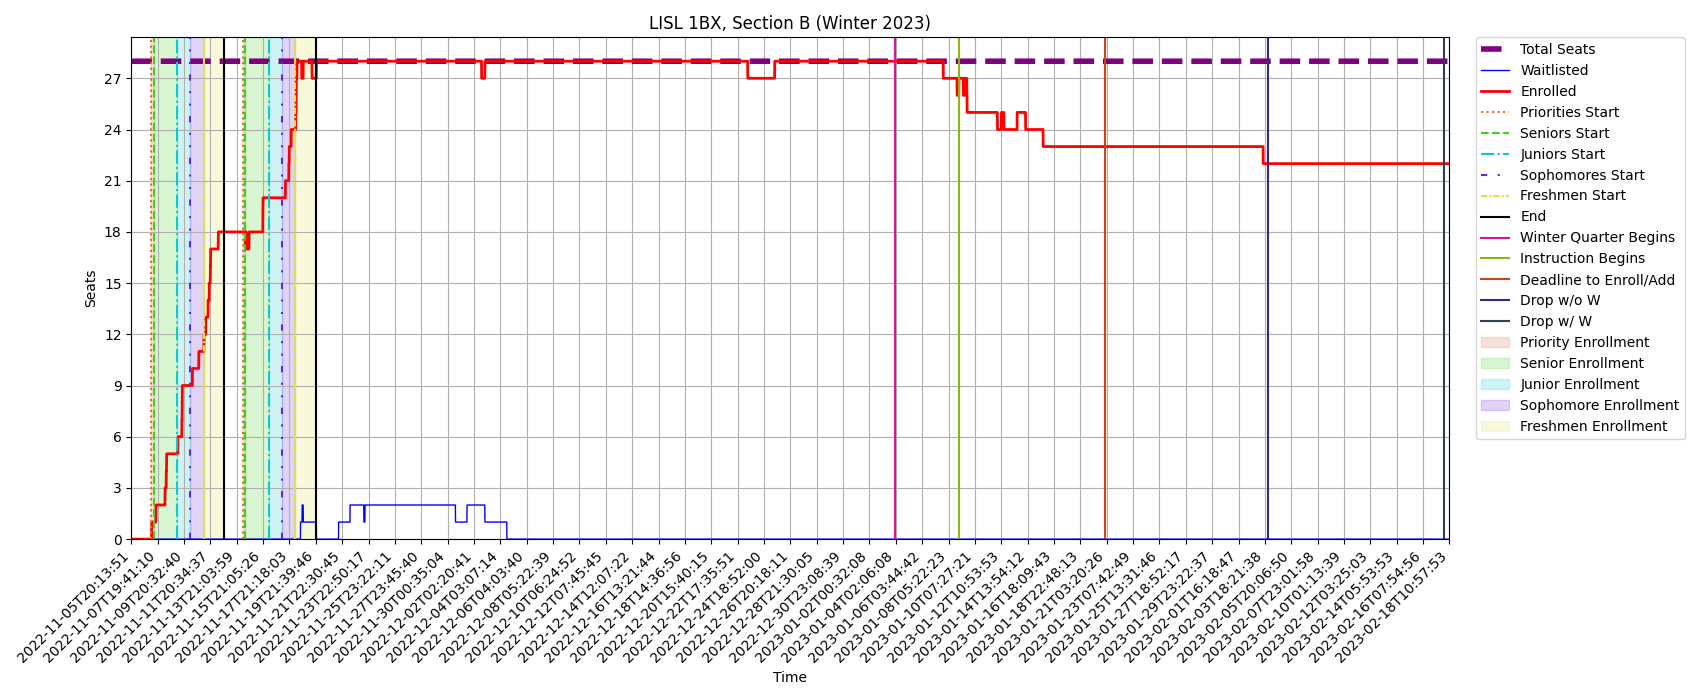 LISL 1BX, Section B (Winter 2023)
Seats
27
24
21
18
15
12
9
6
3
0
2022-11-05T20:13:51
2022-11-07T19:41:10
2022-11-09T20:32:40
2022-11-11T20:34:37
2022-11-13T21:03:59
2022-11-15T21:05:26
2022-11-17T21:18:03
2022-11-19T21:39:46
2022-11-21T22:30:45
2022-11-23T22:50:17
2022-11-25T23:22:11
2022-11-27T23:45:40
2022-11-30T00:35:04
2022-12-02T02:20:41
2022-12-04T03:07:14
2022-12-06T04:03:40
2022-12-08T05:22:39
2022-12-10T06:24:52
2022-12-12T07:45:45
2022-12-14T12:07:22
2022-12-16T13:21:44
2022-12-18T14:36:56
2022-12-20T15:40:15
2022-12-22T17:35:51
2022-12-24T18:52:00
2022-12-26T20:18:11
2022-12-28T21:30:05
2022-12-30T23:08:39
2023-01-02T00:32:08
2023-01-04T02:06:08
2023-01-06T03:44:42
2023-01-08T05:22:23
2023-01-10T07:27:21
2023-01-12T10:53:53
2023-01-14T13:54:12
2023-01-16T18:09:43
2023-01-18T22:48:13
2023-01-21T03:20:26
2023-01-23T07:42:49
2023-01-25T13:31:46
2023-01-27T18:52:17
2023-01-29T23:22:37
2023-02-01T16:18:47
2023-02-03T18:21:38
2023-02-05T20:06:50
2023-02-07T23:01:58
2023-02-10T01:13:39
2023-02-12T03:25:03
2023-02-14T05:53:53
2023-02-16T07:54:56
2023-02-18T10:57:53
Time
Total Seats
Waitlisted
Enrolled
Priorities Start
Seniors Start
Juniors Start
Sophomores Start
Freshmen Start
End
Winter Quarter Begins
Instruction Begins
Deadline to Enroll/Add
Drop w/o W
Drop w/ W
Priority Enrollment
Senior Enrollment
Junior Enrollment
Sophomore Enrollment
Freshmen Enrollment